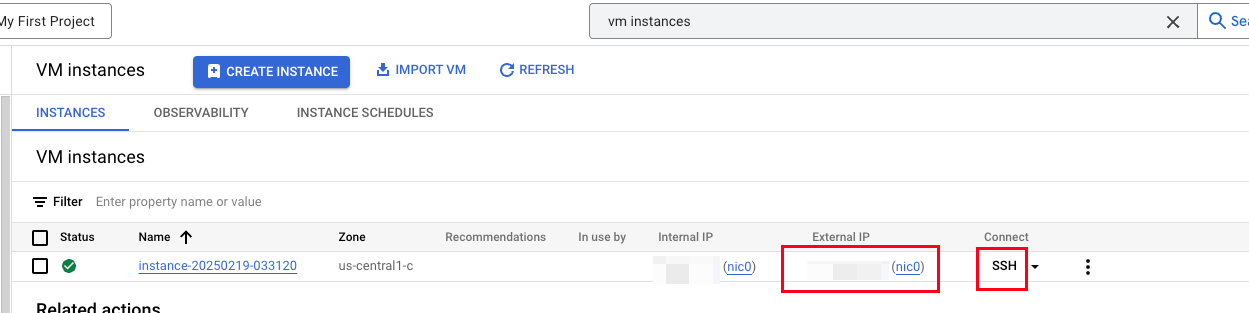 My First Project
vm instances
Sea
VM instances
CREATE INSTANCE
IMPORT VM
REFRESH
INSTANCES
OBSERVABILITY
INSTANCE SCHEDULES
VM instances
Filter Enter property name or value
Status Name Zone Recommendations In use by Internal IP External IP Connect
instance-20250219-033120 us-central1-c (nic0) (nic0) SSH
Related actions